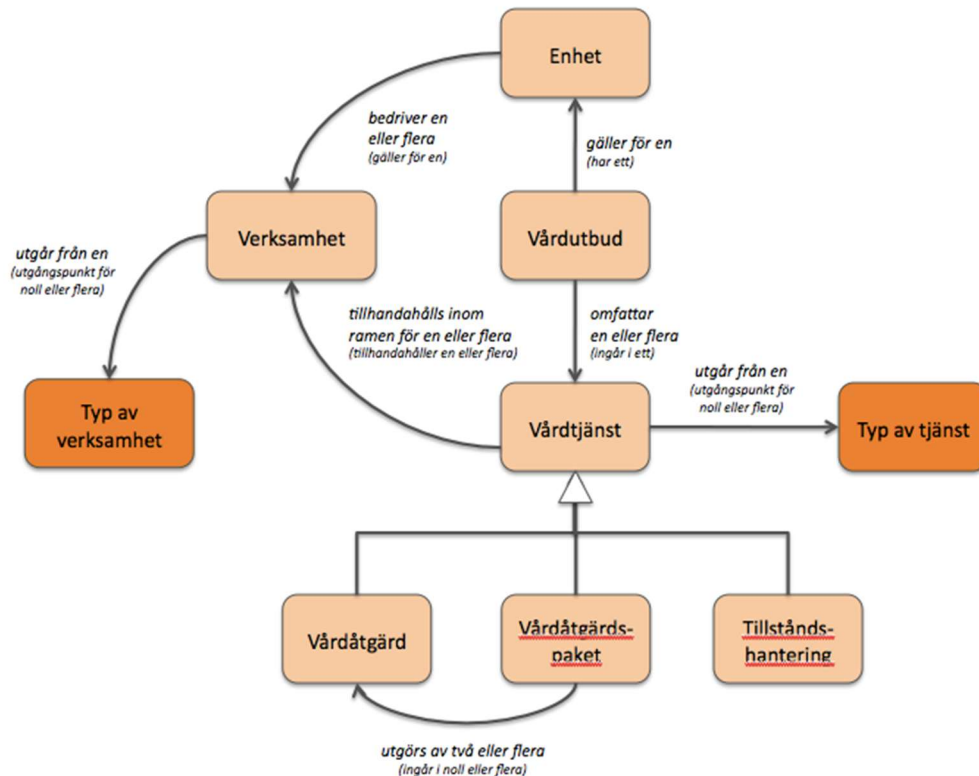 Enhet
bedriver en
eller flera
(gäller för en)
gäller för en
(har ett)
Verksamhet
Vårdutbud
utgår från en
(utgångspunkt för
noll eller flera)
tillhandahålls inom
ramen för en eller flera
(tillhandahåller en eller flera)
omfattar
en eller flera
(ingår i ett)
utgår från en
(utgångspunkt för
noll eller flera)
Typ av
verksamhet
Vårdtjänst
Typ av tjänst
Vårdåtgärd
Vårdåtgärds-
paket
Tillstånds-
hantering
utgörs av två eller flera
(ingår i noll eller flera)